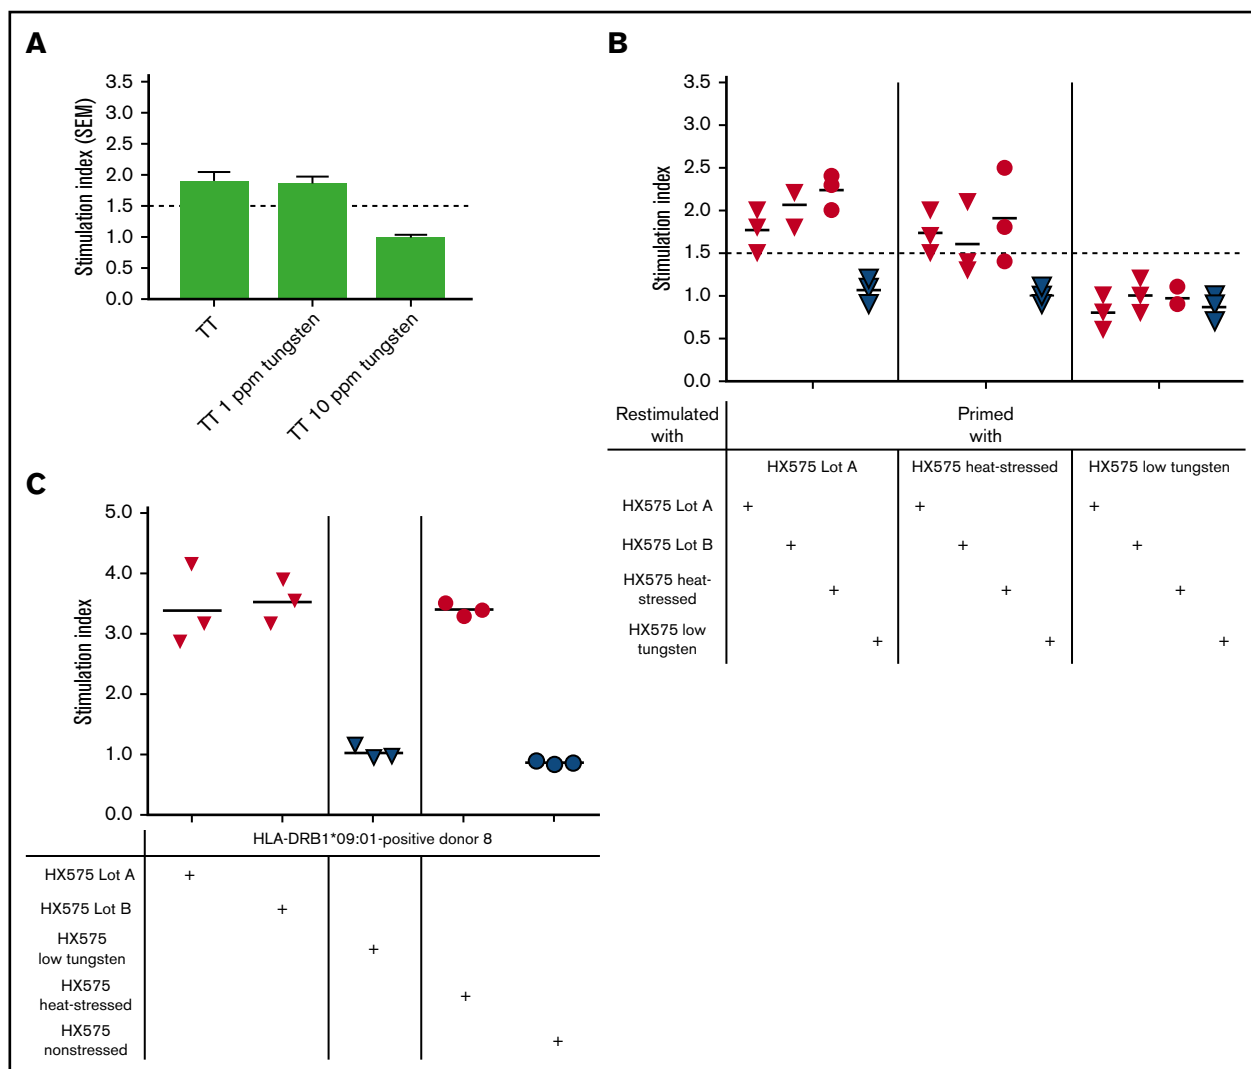 A
Stimulation index (SEM)
3.5
3.0
2.5
2.0
1.5
1.0
0.5
0.0
TT
TT 1 ppm tungsten
TT 10 ppm tungsten
B
Stimulation index
3.5
3.0
2.5
2.0
1.5
1.0
0.5
0.0
Restimulated
with
Primed
with
HX575 Lot A
HX575 heat-stressed
HX575 low tungsten
HX575 Lot A
+ + +
HX575 Lot B
+ + +
HX575 heat-
stressed
+ + +
HX575 low
tungsten
+ + +
C
Stimulation index
5.0
4.0
3.0
2.0
1.0
0.0
HLA-DRB1*09:01-positive donor 8
HX575 Lot A
+
HX575 Lot B
+
HX575
low tungsten
+
HX575
heat-stressed
+
HX575
nonstressed
+